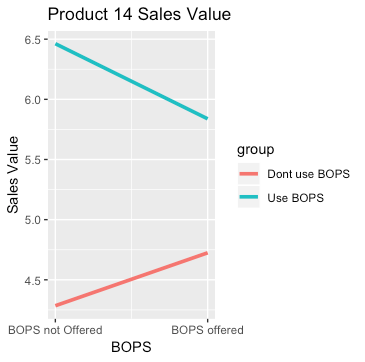 Product 14 Sales Value
6.5
6.0
5.5
5.0
4.5
Sales Value
BOPS not Offered
BOPS offered
BOPS
group
Dont use BOPS
Use BOPS